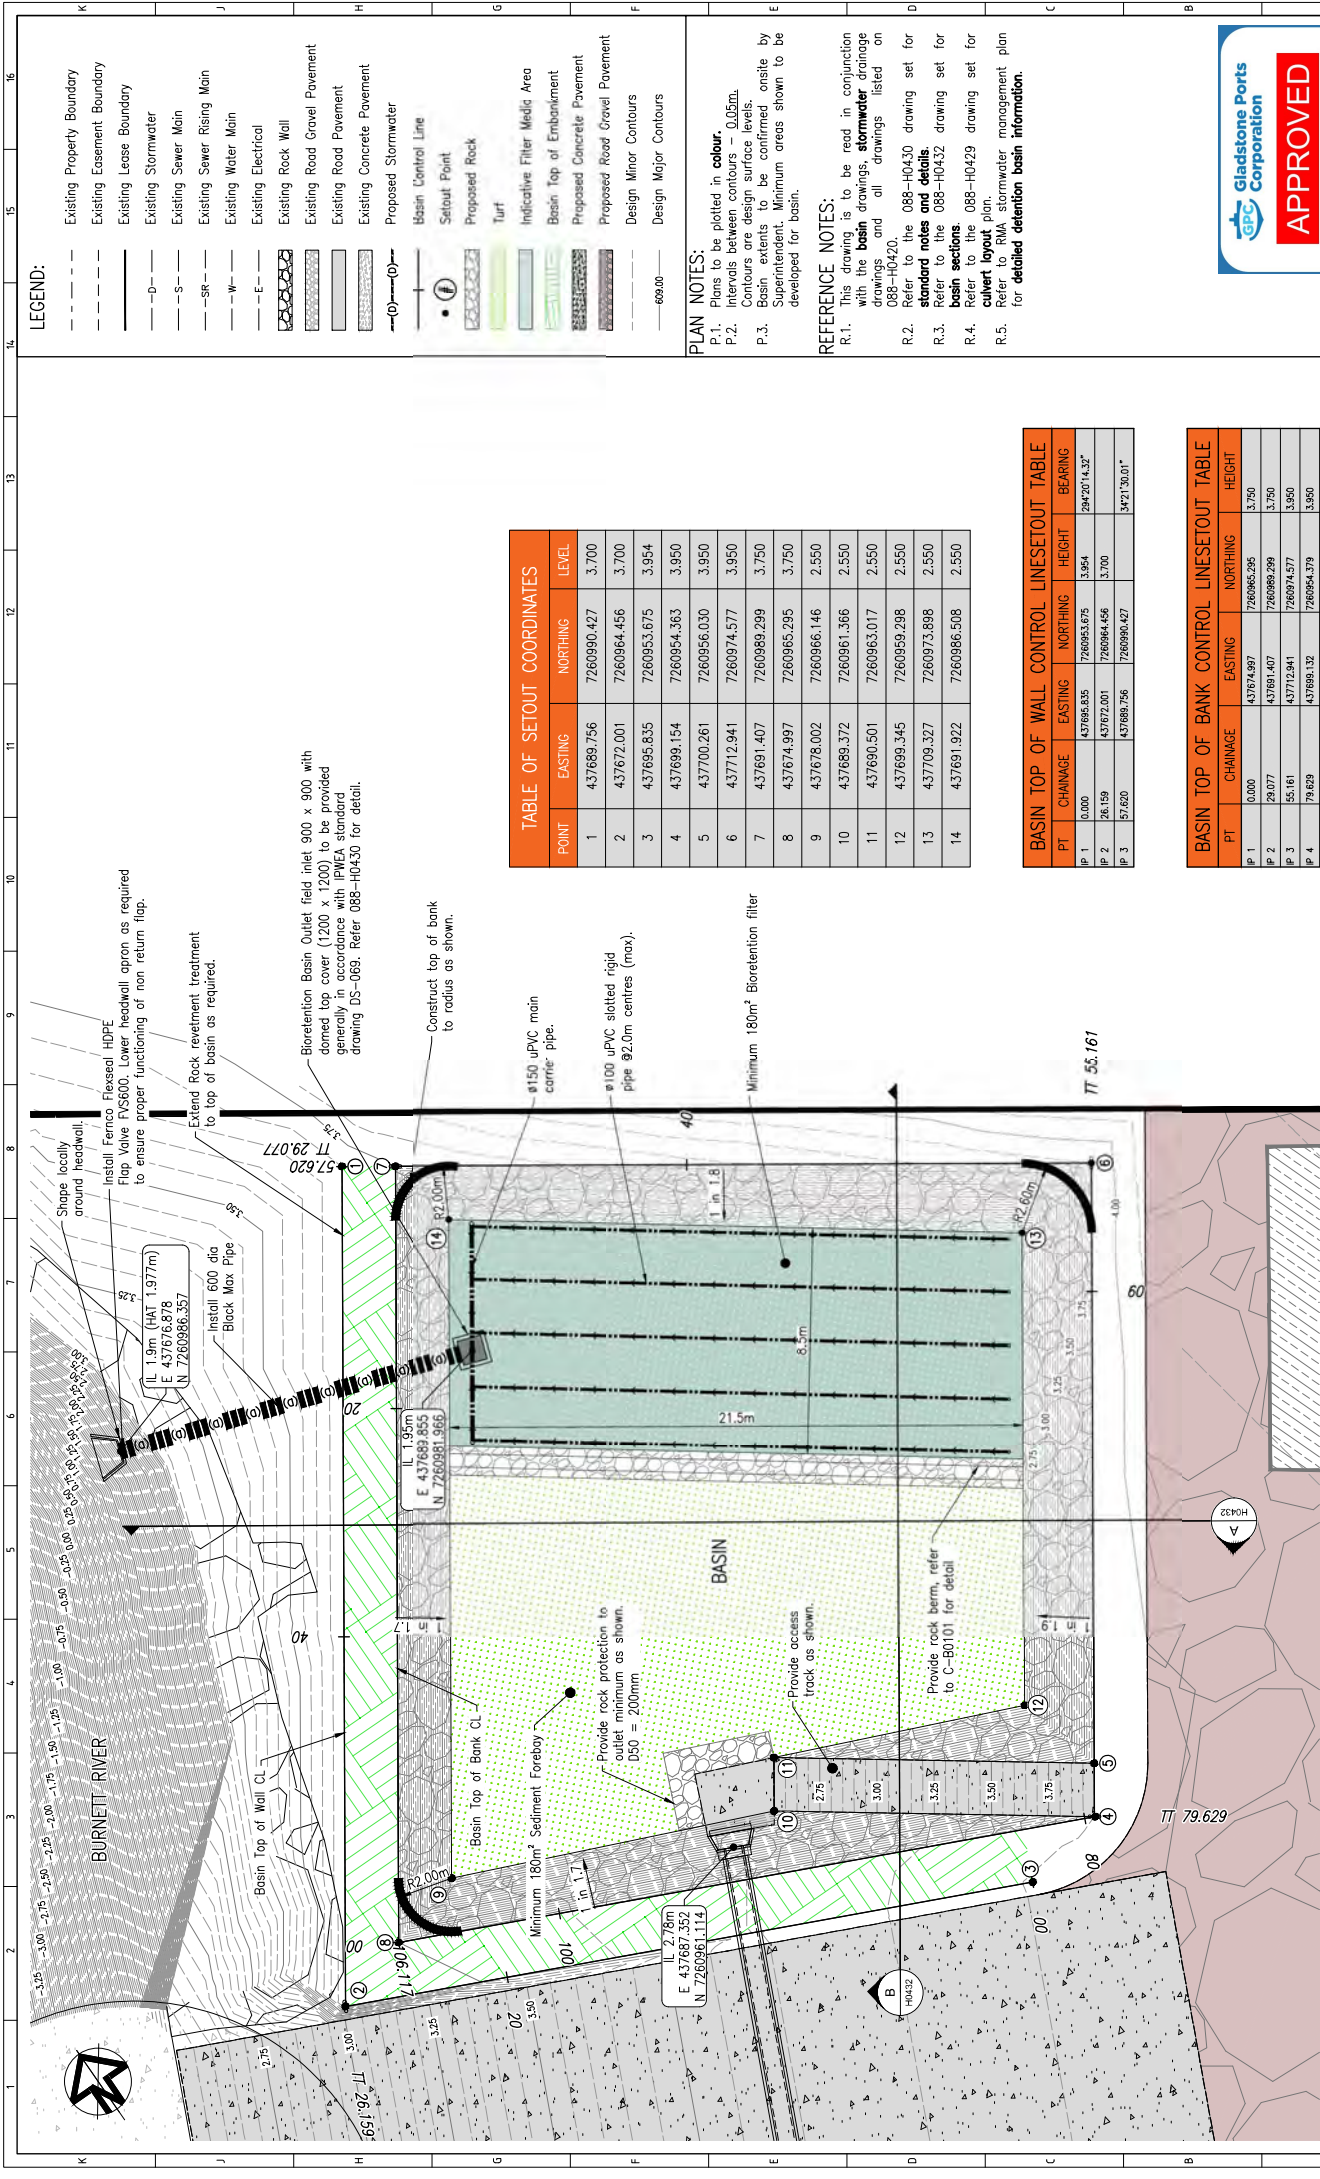 LEGEND:
Existing Property Boundary
Existing Easement Boundary
Existing Lease Boundary
D
Existing Stormwater
S
Existing Sewer Main
SR
Existing Sewer Rising Main
W
Existing Water Main
E
Existing Electrical
Existing Rock Wall
Existing Road Gravel Pavement
Existing Road Pavement
Existing Concrete Pavement
(D) (D)
Proposed Stormwater
Basin Control Line
#
Setout Point
Proposed Rock
Turf
Indicative Filter Media Area
Basin Top of Embankment
Proposed Concrete Pavement
Proposed Road Gravel Pavement
Design Minor Contours
609.00
Design Major Contours
PLAN NOTES:
P.1. Plans to be plotted in colour.
P.2. Intervals between contours – 0.05m.
Contours are design surface levels.
P.3. Basin extents to be confirmed onsite by
Superintendent. Minimum areas shown to be
developed for basin.
REFERENCE NOTES:
R.1. This drawing is to be read in conjunction
with the basin drawings, stormwater drainage
drawings and all drawings listed on
088-H0420.
R.2. Refer to the 088-H0430 drawing set for
standard notes and details.
R.3. Refer to the 088-H0432 drawing set for
basin sections.
R.4. Refer to the 088-H0429 drawing set for
culvert layout plan.
R.5. Refer to RMA stormwater management plan
for detailed detention basin information.
GPC Gladstone Ports
Corporation
APPROVED
TABLE OF SETOUT COORDINATES
POINT EASTING NORTHING LEVEL
1 437689.756 7260990.427 3.700
2 437672.001 7260964.456 3.700
3 437695.835 7260953.675 3.954
4 437699.154 7260954.363 3.950
5 437700.261 7260956.030 3.950
6 437712.941 7260974.577 3.950
7 437691.407 7260989.299 3.750
8 437674.997 7260965.295 3.750
9 437678.002 7260966.146 2.550
10 437689.372 7260961.366 2.550
11 437690.501 7260963.017 2.550
12 437699.345 7260959.298 2.550
13 437709.327 7260973.898 2.550
14 437691.922 7260986.508 2.550
BASIN TOP OF WALL CONTROL LINESETOUT TABLE
PT CHAINAGE EASTING NORTHING HEIGHT BEARING
IP 1 0.000 437695.835 7260953.675 3.954 294°20'14.32"
IP 2 26.159 437672.001 7260964.456 3.700
IP 3 57.620 437689.756 7260990.427 34°21'30.01"
BASIN TOP OF BANK CONTROL LINESETOUT TABLE
PT CHAINAGE EASTING NORTHING HEIGHT
IP 1 0.000 437674.997 7260965.295 3.750
IP 2 29.077 437691.407 7260989.299 3.750
IP 3 55.161 437712.941 7260974.577 3.950
IP 4 79.629 437699.132 7260954.379 3.950
Shape locally
around headwall.
Install Fernco Flexseal HDPE
Flap Valve FVS600. Lower headwall apron as required
to ensure proper functioning of non return flap.
Extend Rock revetment treatment
to top of basin as required.
Bioretention Basin Outlet field inlet 900 x 900 with
domed top cover (1200 x 1200) to be provided
generally in accordance with IPWEA standard
drawing DS-069. Refer 088-H0430 for detail.
Construct top of bank
to radius as shown.
ø150 uPVC main
carrier pipe.
ø100 uPVC slotted rigid
pipe @2.0m centres (max).
Minimum 180m² Bioretention filter
IL 1.9m (HAT 1.977m)
E 437676.878
N 7260986.357
Install 600 dia
Black Max Pipe
IL 1.95m
E 437689.855
N 7260981.966
BURNETT RIVER
Basin Top of Wall CL
Basin Top of Bank CL
Minimum 180m² Sediment Forebay
Provide rock protection to
outlet minimum as shown.
D50 = 200mm
BASIN
Provide access
track as shown.
Provide rock berm, refer
to C-B0101 for detail
IL 2.78m
E 437687.352
N 7260961.114
21.5m
8.5m
1 in 1.8
1 in 1.7
R2.00m
R2.00m
R2.60m
TT 29.077
57.620
TT 55.161
TT 79.629
TT 26.159
106.117
A
H0432
B
H0432